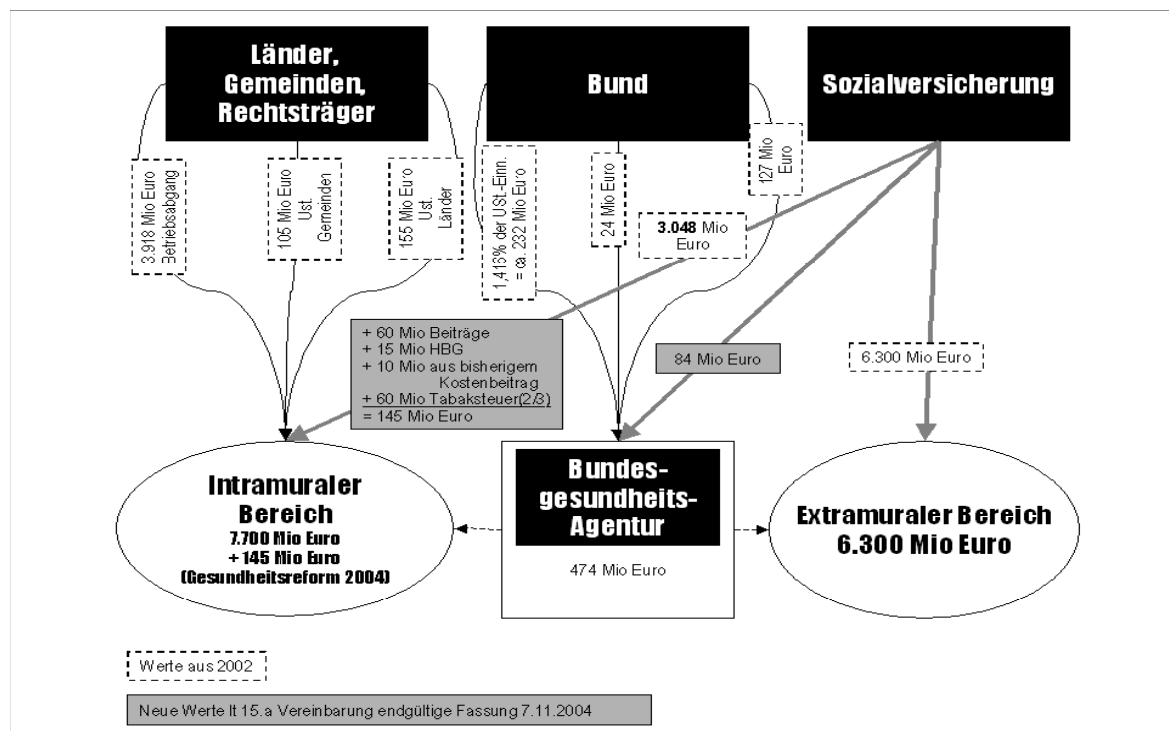 Länder,
Gemeinden,
Rechtsträger
Bund
Sozialversicherung
3.918 Mio Euro
Betriebsabgang
105 Mio Euro
Ust.
Gemeinden
155 Mio Euro
Ust.
Länder
1,416% der USt.-Einn.
= ca. 232 Mio Euro
24 Mio Euro
127 Mio
Euro
3.048 Mio
Euro
+ 60 Mio Beiträge
+ 15 Mio HBG
+ 10 Mio aus bisherigem
Kostenbeitrag
+ 60 Mio Tabaksteuer(2/3)
= 145 Mio Euro
84 Mio Euro
6.300 Mio Euro
Intramuraler
Bereich
7.700 Mio Euro
+ 145 Mio Euro
(Gesundheitsreform 2004)
Bundes-
gesundheits-
Agentur
474 Mio Euro
Extramuraler Bereich
6.300 Mio Euro
Werte aus 2002
Neue Werte lt 15.a Vereinbarung endgültige Fassung 7.11.2004